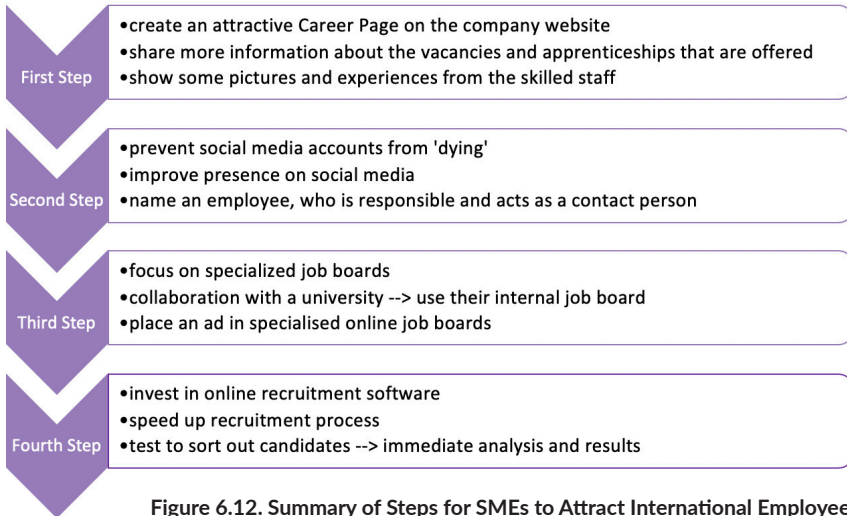 First Step
•create an attractive Career Page on the company website
•share more information about the vacancies and apprenticeships that are offered
•show some pictures and experiences from the skilled staff
Second Step
•prevent social media accounts from 'dying'
•improve presence on social media
•name an employee, who is responsible and acts as a contact person
Third Step
•focus on specialized job boards
•collaboration with a university --> use their internal job board
•place an ad in specialised online job boards
Fourth Step
•invest in online recruitment software
•speed up recruitment process
•test to sort out candidates --> immediate analysis and results
Figure 6.12. Summary of Steps for SMEs to Attract International Employee